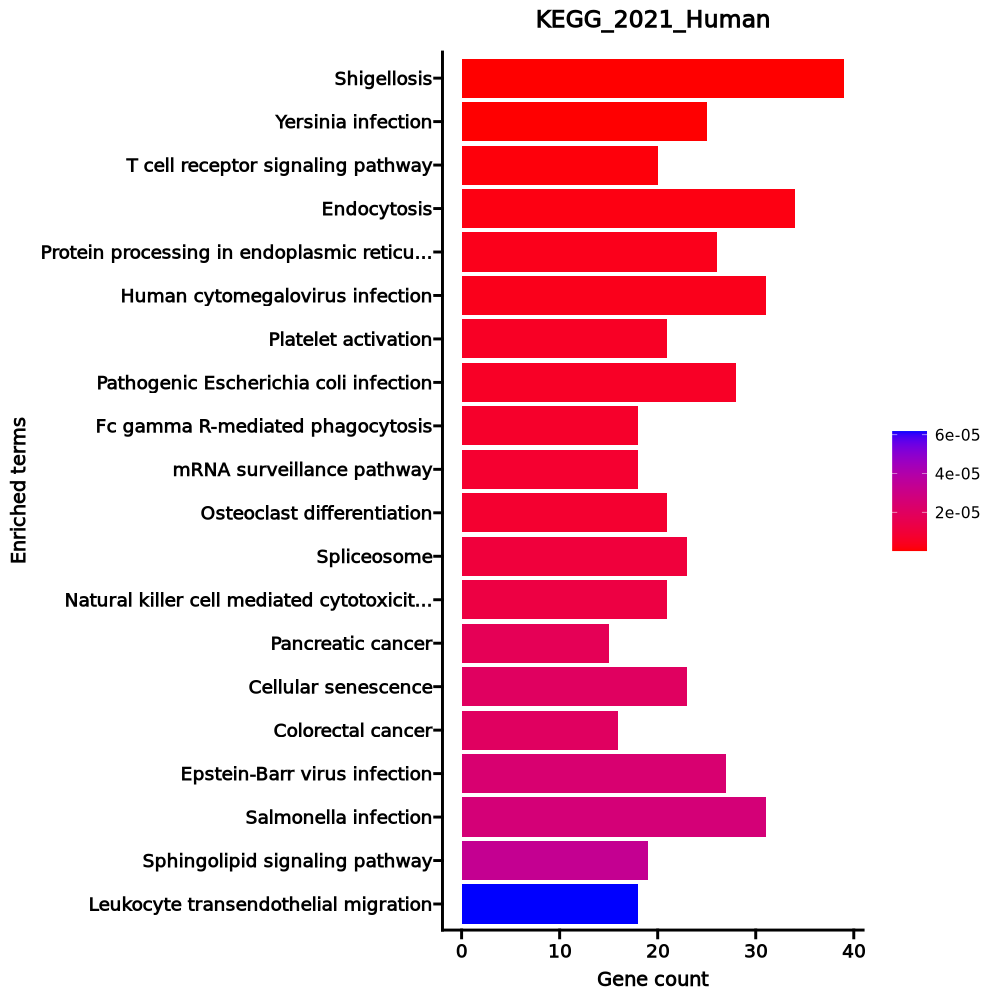 KEGG_2021_Human
Shigellosis
Yersinia infection
T cell receptor signaling pathway
Endocytosis
Protein processing in endoplasmic reticu...
Human cytomegalovirus infection
Platelet activation
Pathogenic Escherichia coli infection
Fc gamma R-mediated phagocytosis
mRNA surveillance pathway
Osteoclast differentiation
Spliceosome
Natural killer cell mediated cytotoxicit...
Pancreatic cancer
Cellular senescence
Colorectal cancer
Epstein-Barr virus infection
Salmonella infection
Sphingolipid signaling pathway
Leukocyte transendothelial migration
Enriched terms
0 10 20 30 40
Gene count
6e-05
4e-05
2e-05